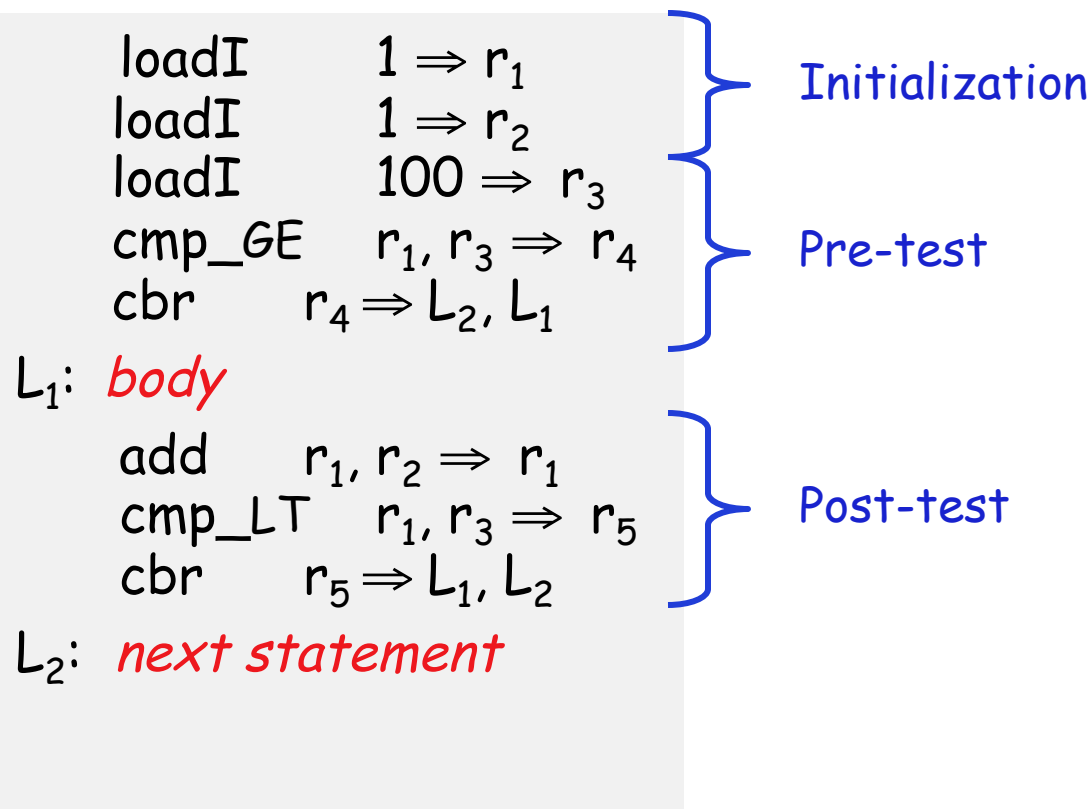 loadI 1 ⇒ r₁
loadI 1 ⇒ r₂
loadI 100 ⇒ r₃
cmp_GE r₁, r₃ ⇒ r₄
cbr r₄ ⇒ L₂, L₁
L₁: body
add r₁, r₂ ⇒ r₁
cmp_LT r₁, r₃ ⇒ r₅
cbr r₅ ⇒ L₁, L₂
L₂: next statement
Initialization
Pre-test
Post-test